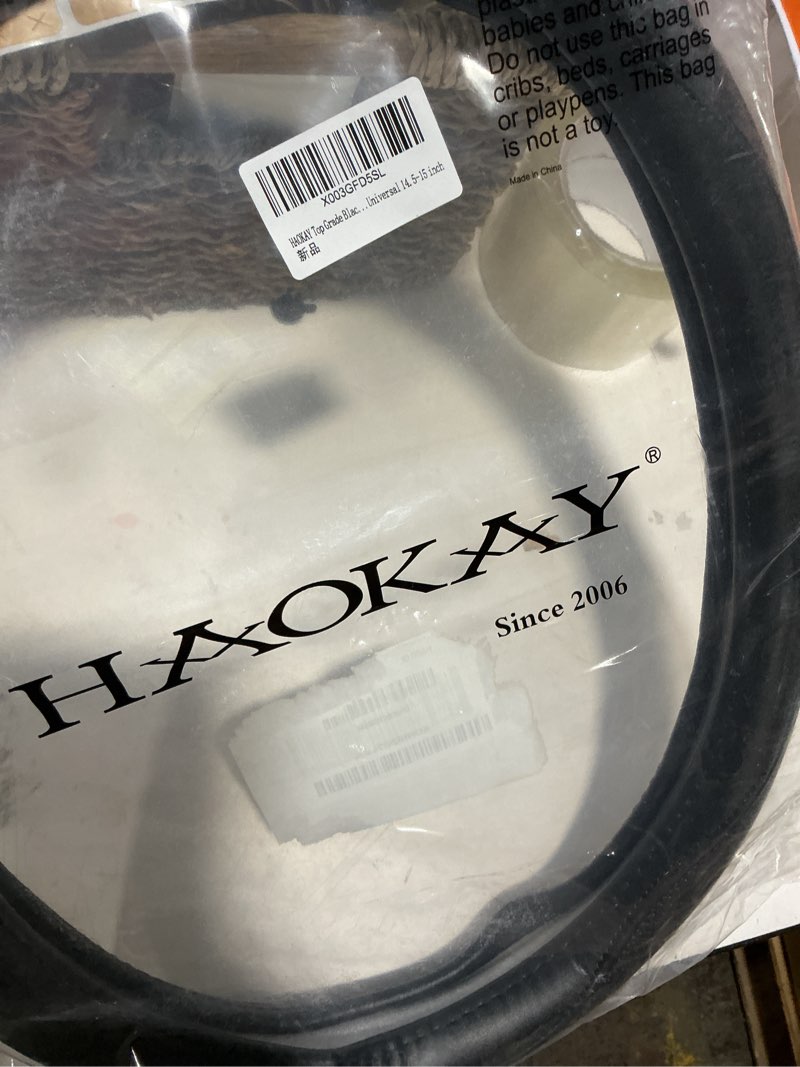 babies and
Do not use this bag in
cribs, beds, carriages
or playpens. This bag
is not a toy.
Made in China
X003GFD5SL
HAOKAY Top Grade Blac...Universal 14.5-15 inch
新品
HAOKAY®
Since 2006